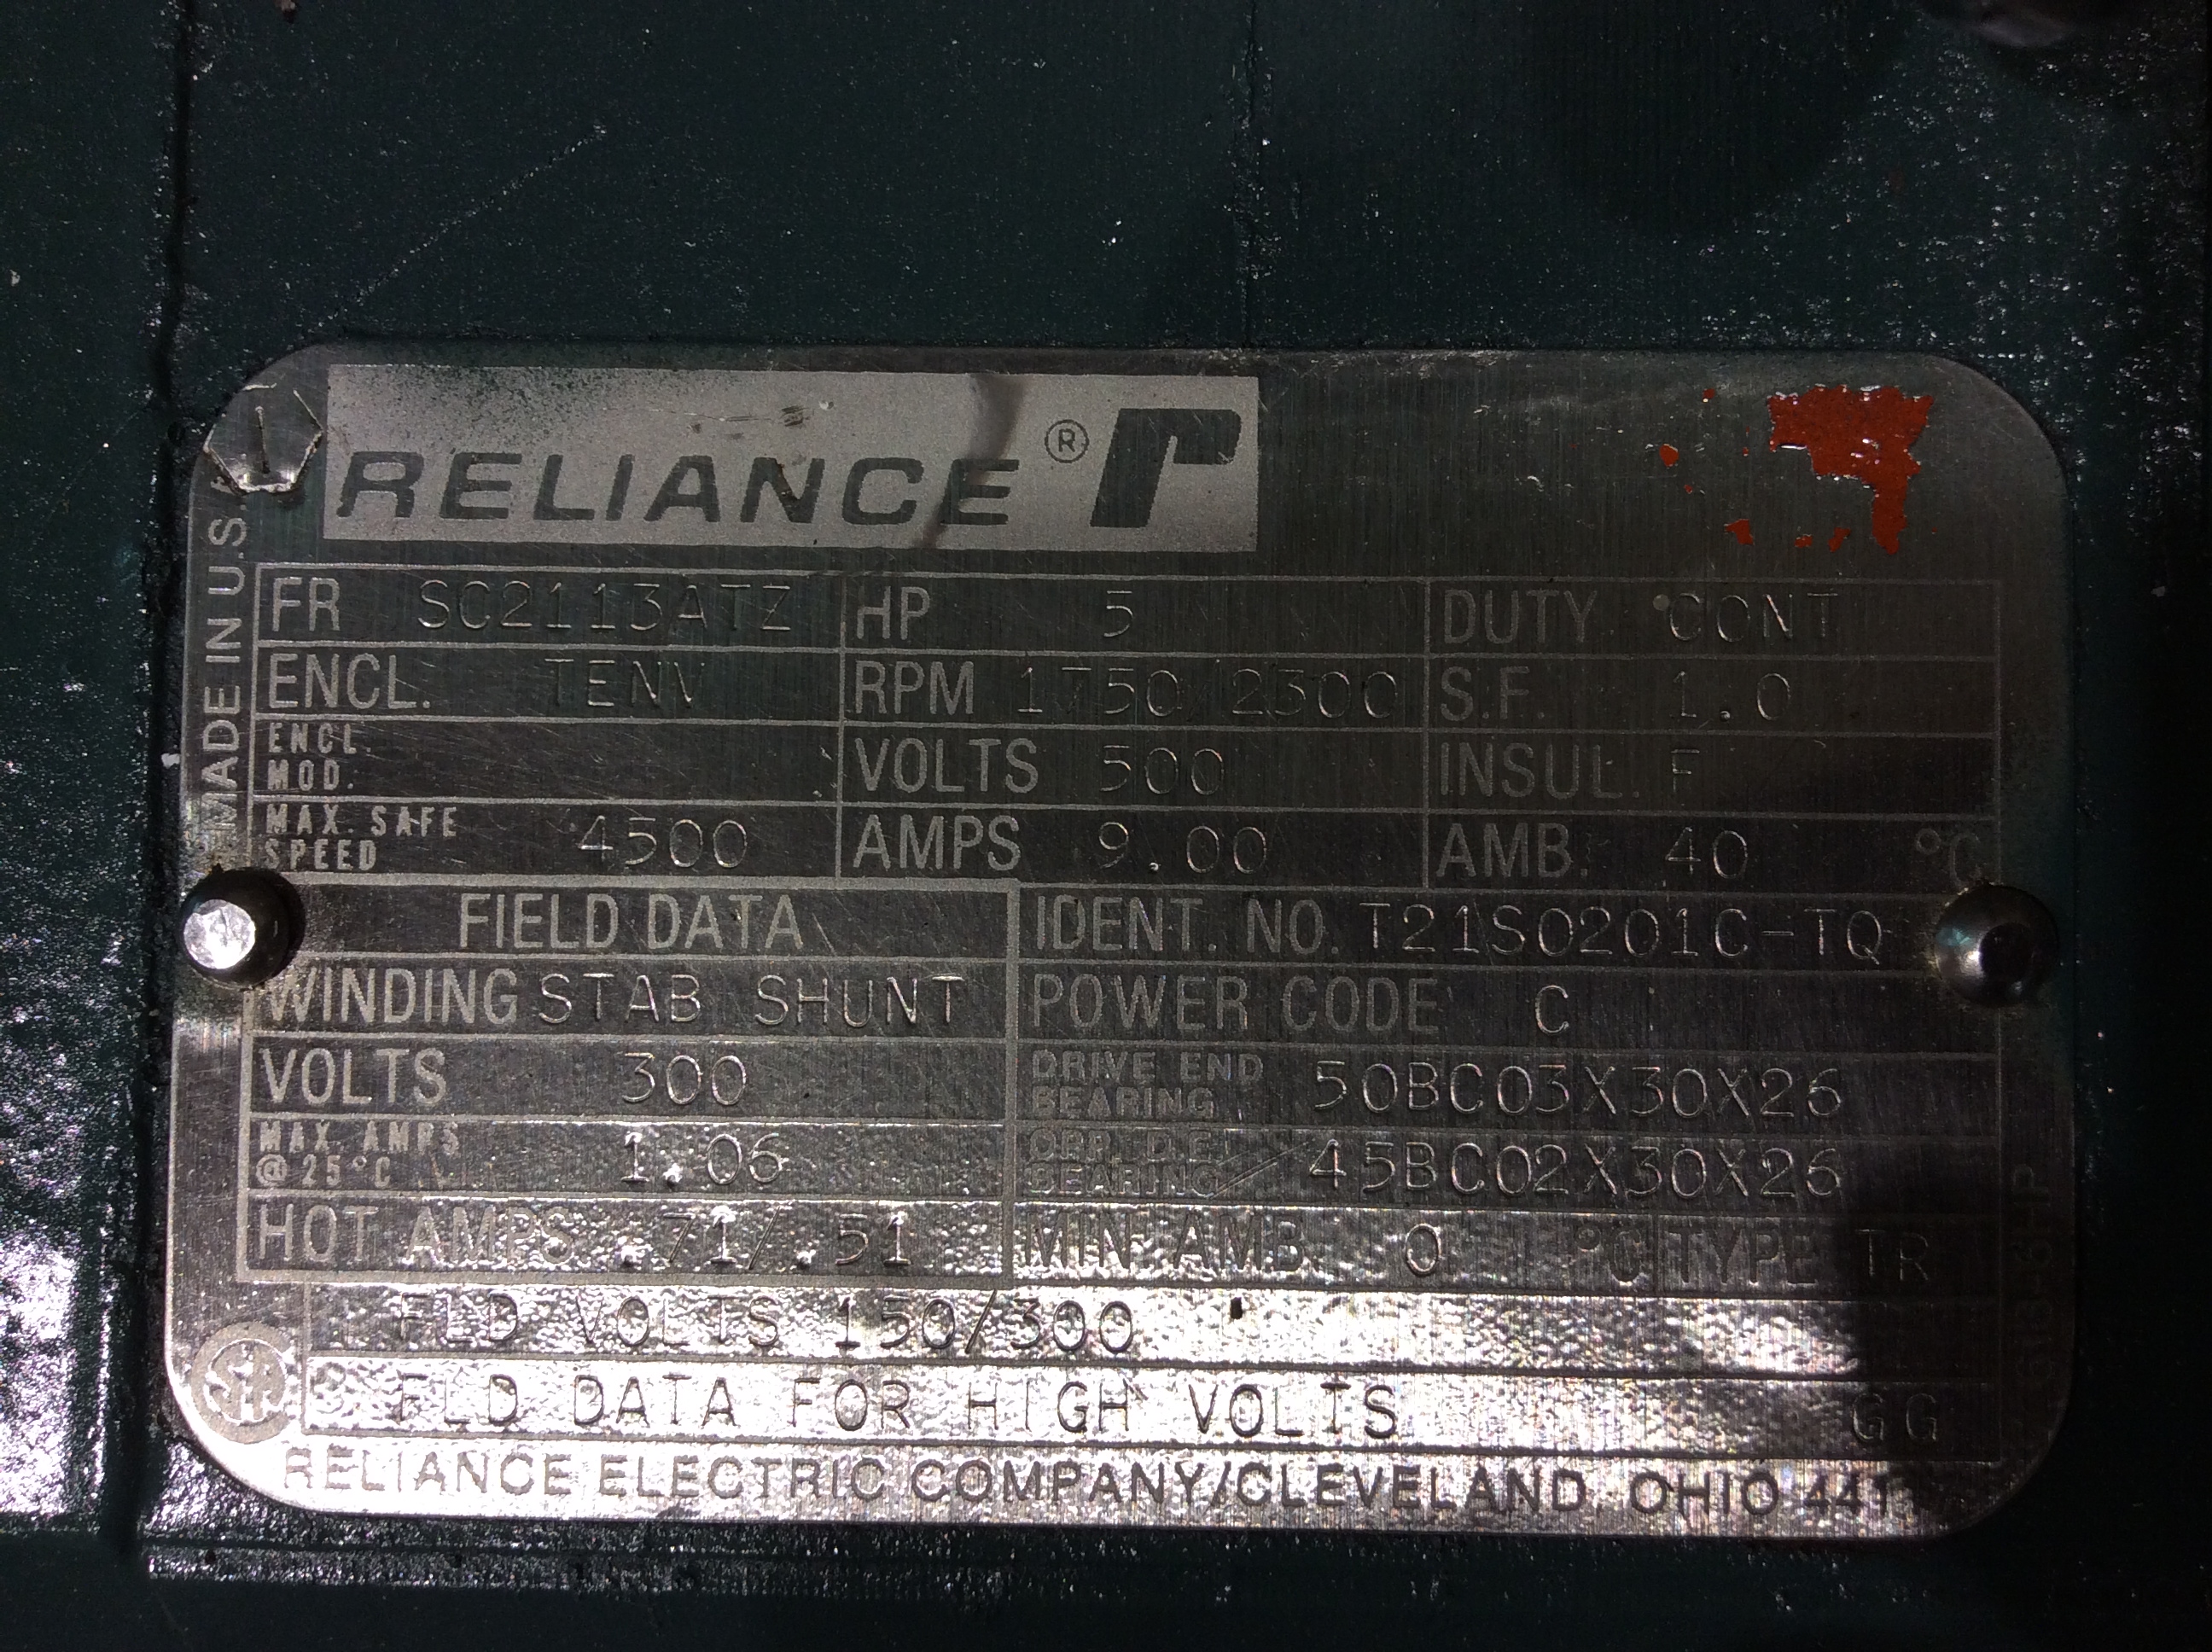 RELIANCE ® r
MADE IN U.S.A.
FR SC2113ATZ HP 5 DUTY CONT
ENCL. TENV RPM 1750/2300 S.F. 1.0
ENCL. MOD. VOLTS 500 INSUL. F
MAX. SAFE SPEED 4500 AMPS 9.00 AMB. 40 °C
FIELD DATA IDENT. NO. T21S0201C-TQ
WINDING STAB SHUNT POWER CODE C
VOLTS 300 DRIVE END BEARING 50BC03X30X26
MAX. AMPS @ 25°C 1.06 OPP. D.E. BEARING 45BC02X30X26
HOT AMPS .71/.51 MIN. AMB. 0 °C TYPE TR
FLD VOLTS 150/300
FLD DATA FOR HIGH VOLTS GG
RELIANCE ELECTRIC COMPANY/CLEVELAND, OHIO